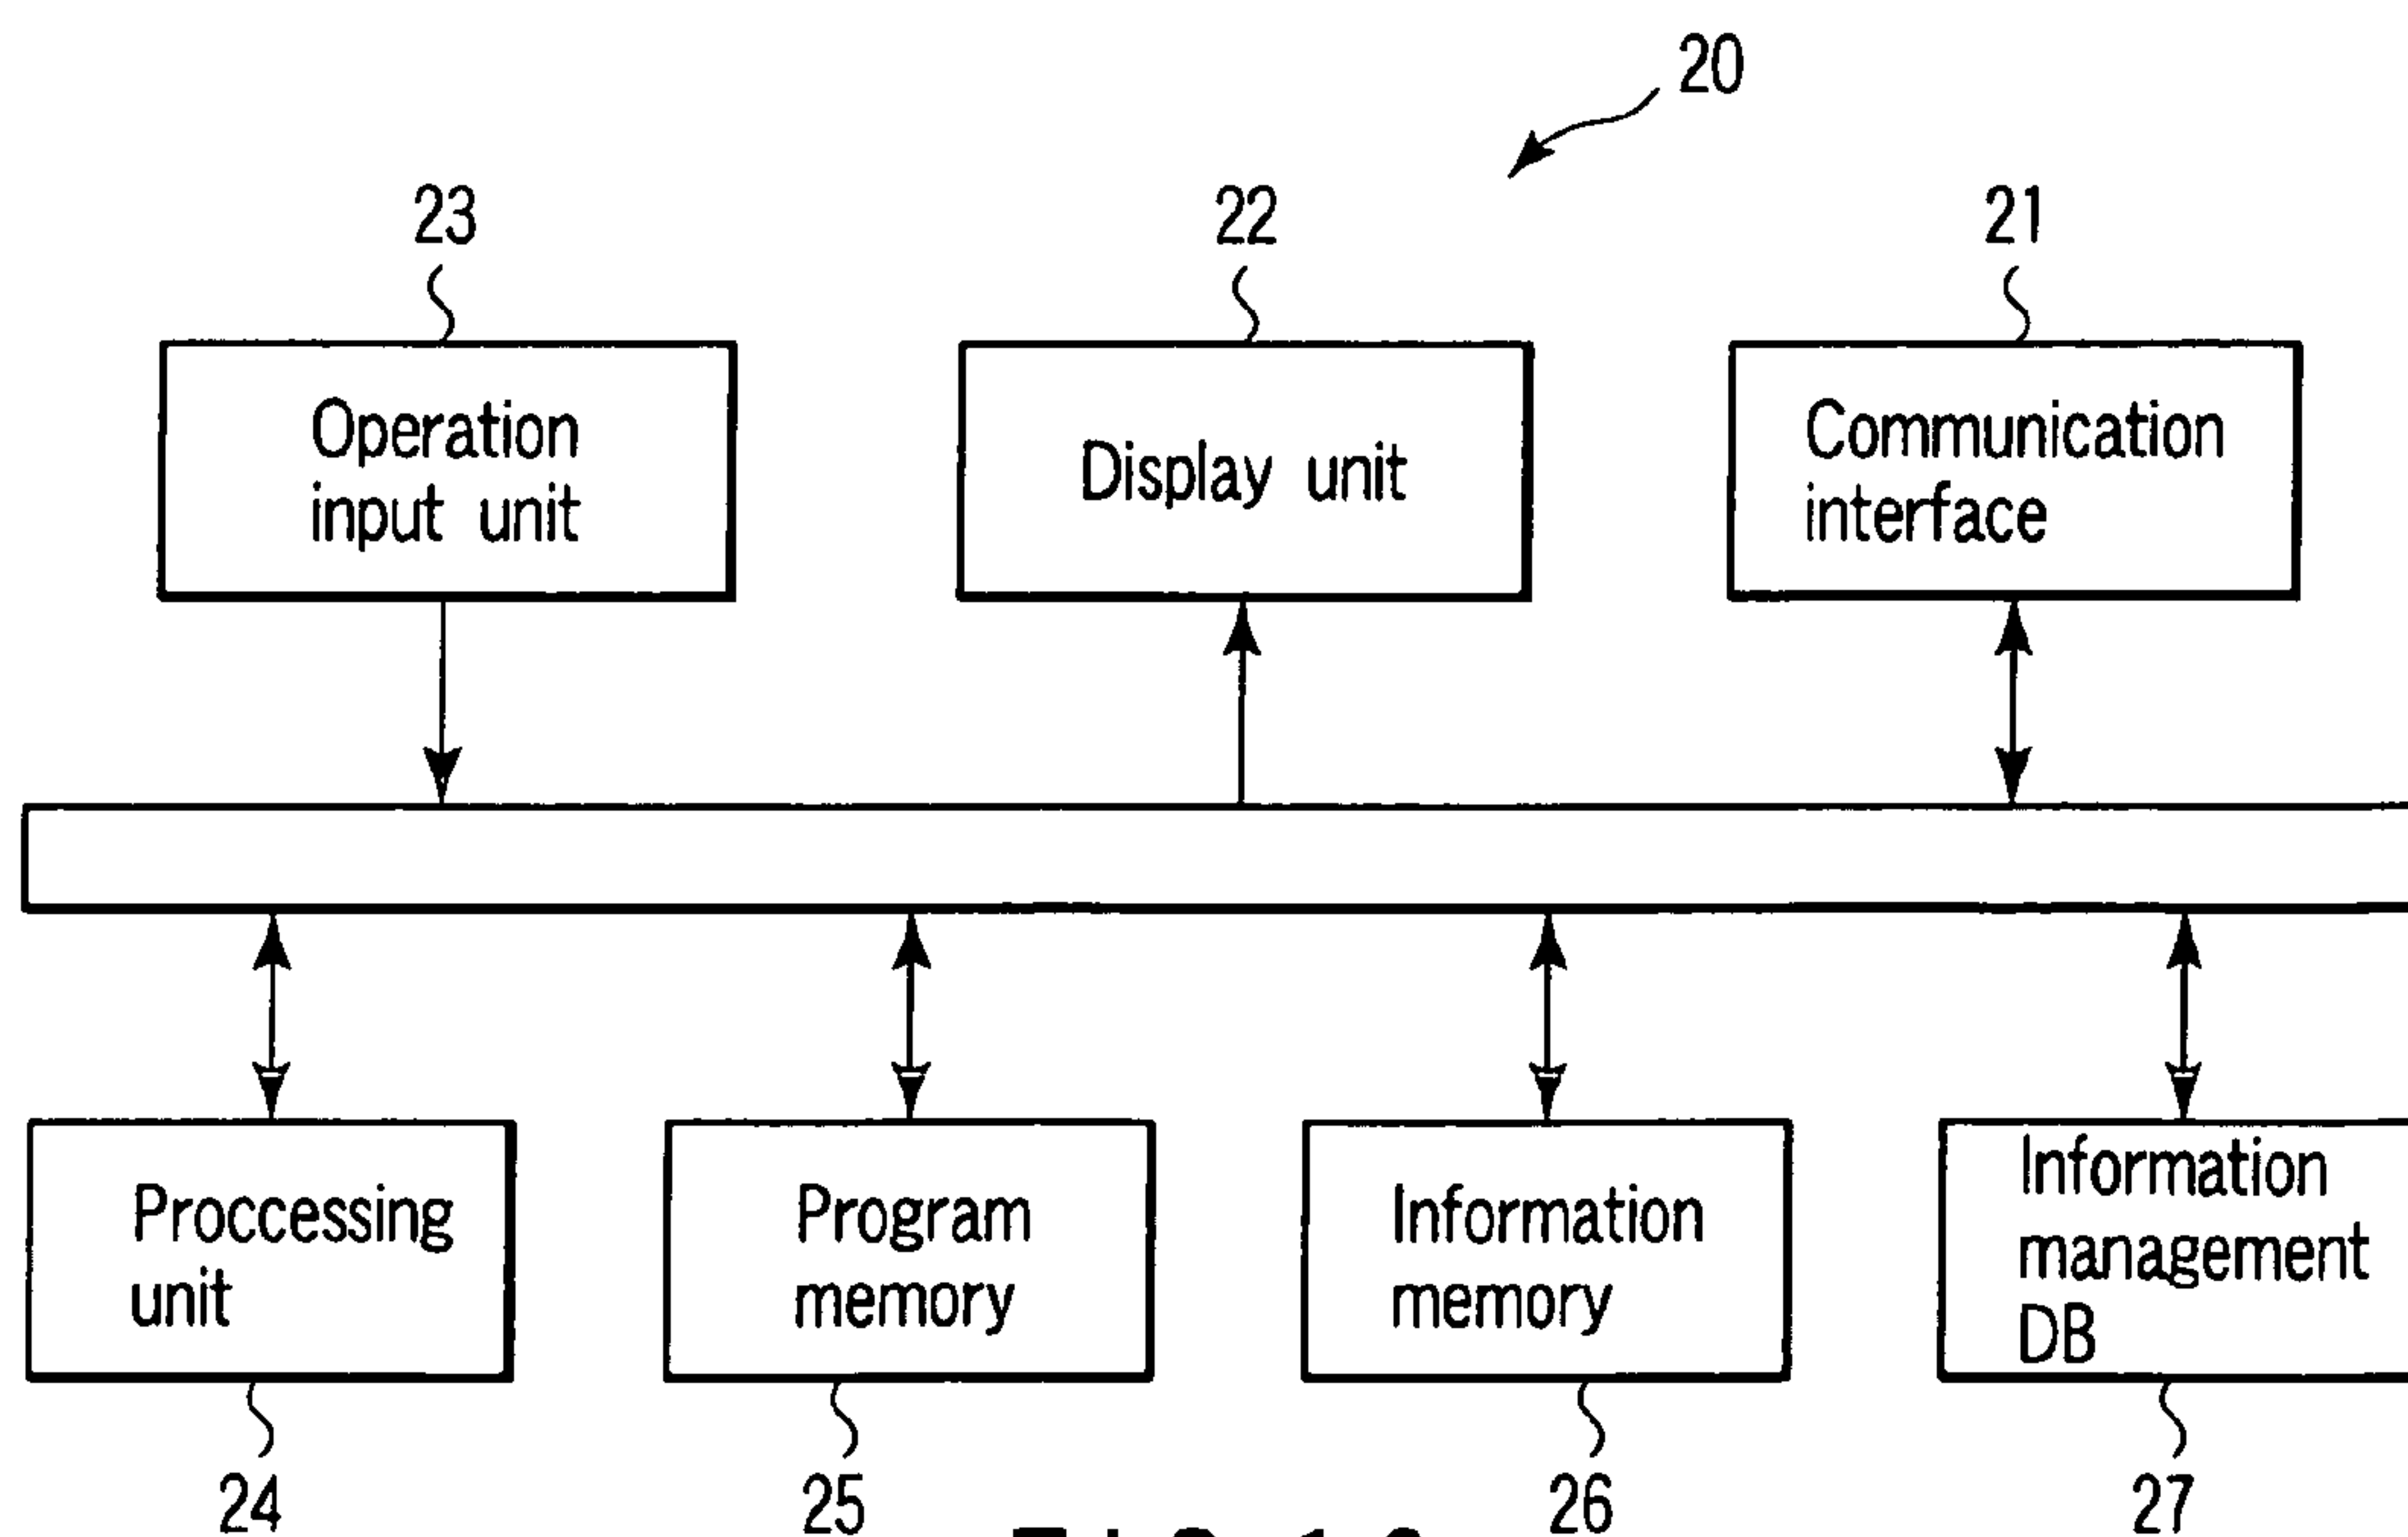 20
23
22
21
Operation
input unit
Display unit
Communication
interface
Proccessing
unit
Program
memory
Information
memory
Information
management
DB
24
25
26
27